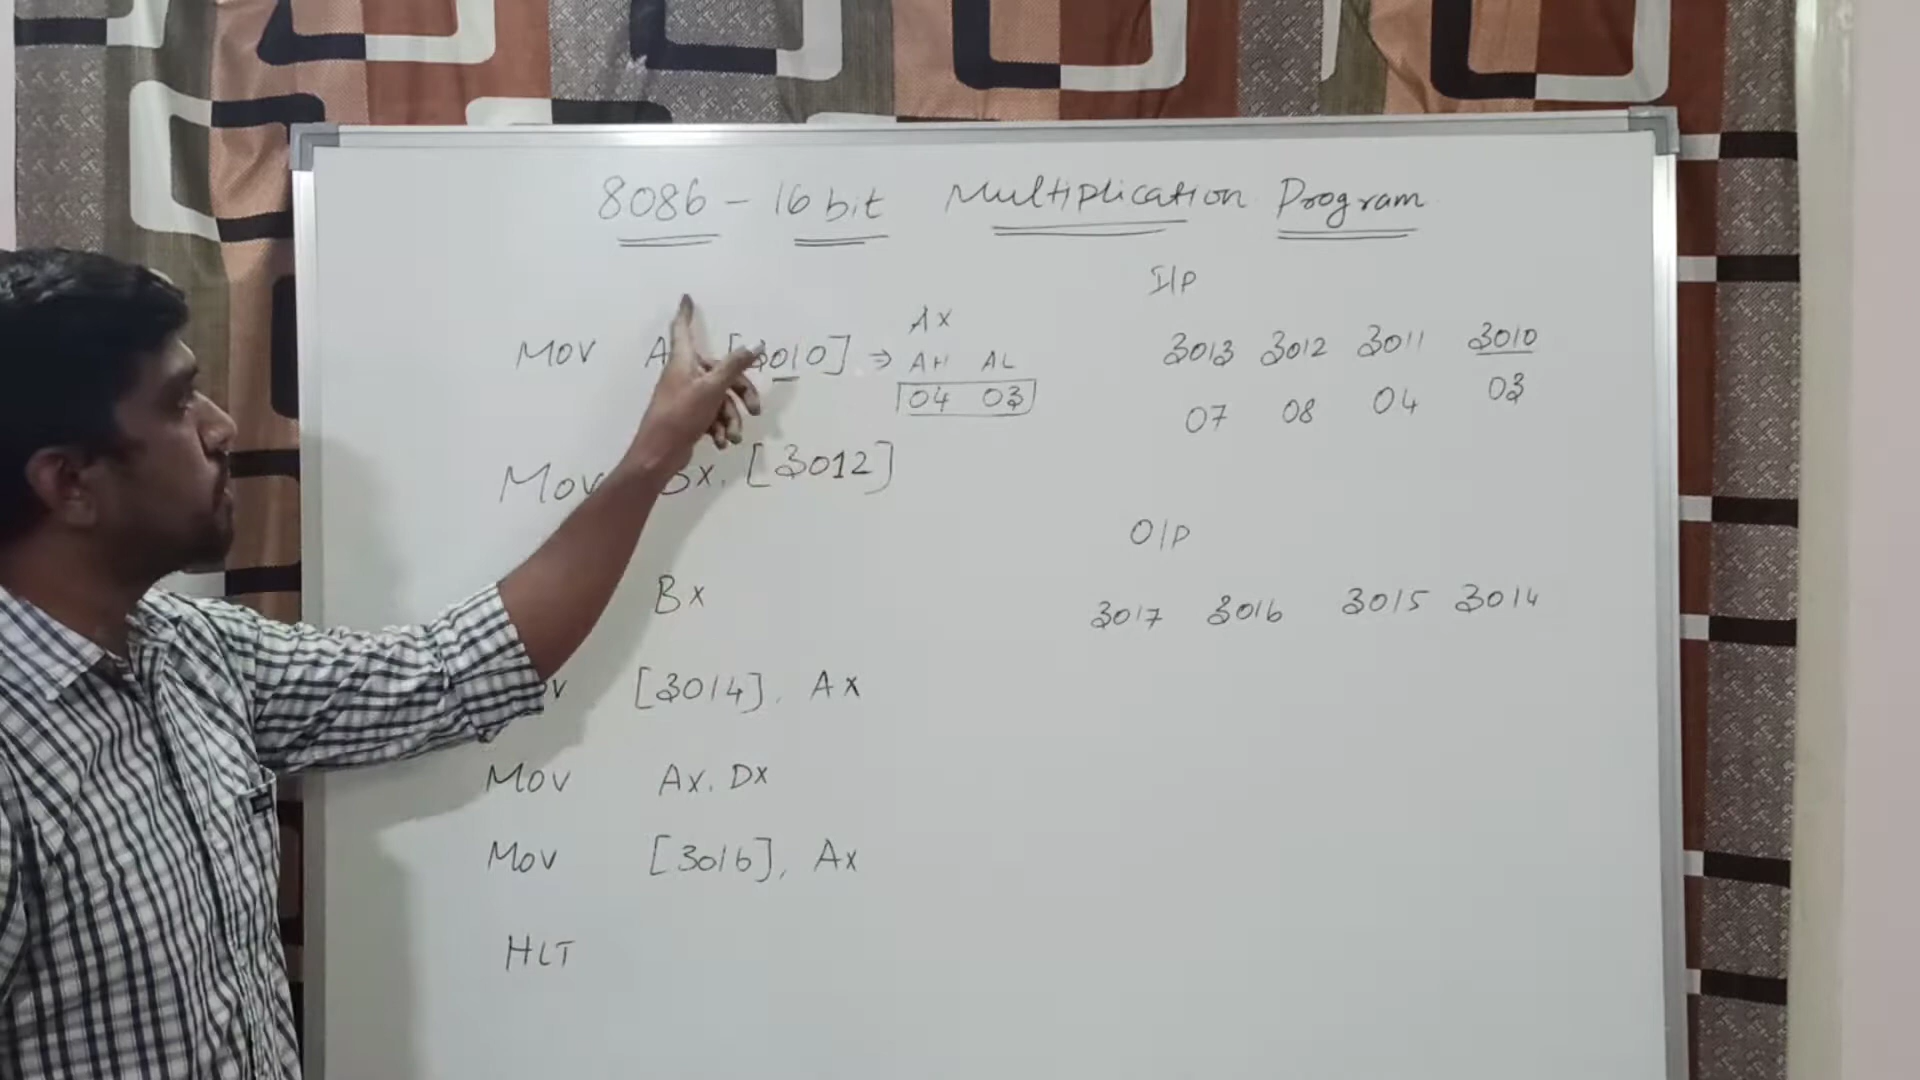 8086 - 16 bit Multiplication Program
I/P
Ax
MOV [3010] ⇒ AH AL
04 03
3013 3012 3011 3010
07 08 04 03
Mov Bx, [3012]
O/P
Bx
3017 3016 3015 3014
[3014], Ax
Mov Ax, Dx
Mov [3016], Ax
HLT